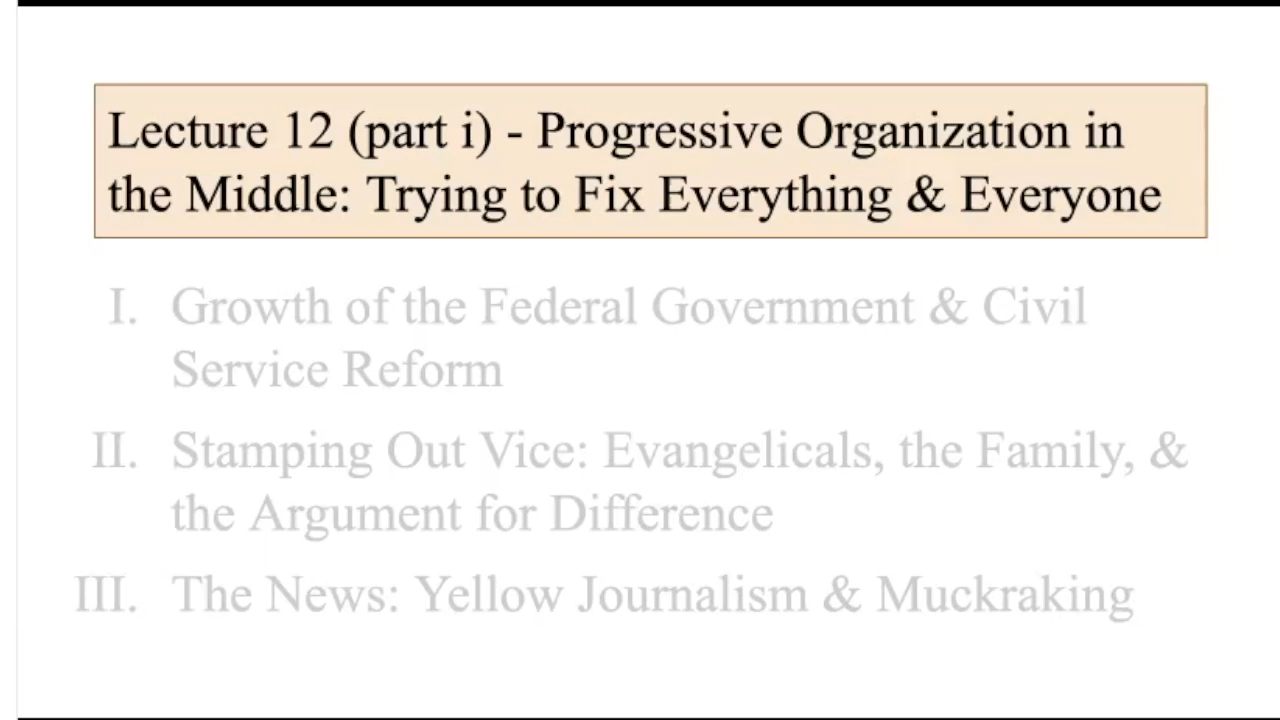 Lecture 12 (part i) - Progressive Organization in
the Middle: Trying to Fix Everything & Everyone
I. Growth of the Federal Government & Civil
Service Reform
II. Stamping Out Vice: Evangelicals, the Family, &
the Argument for Difference
III. The News: Yellow Journalism & Muckraking